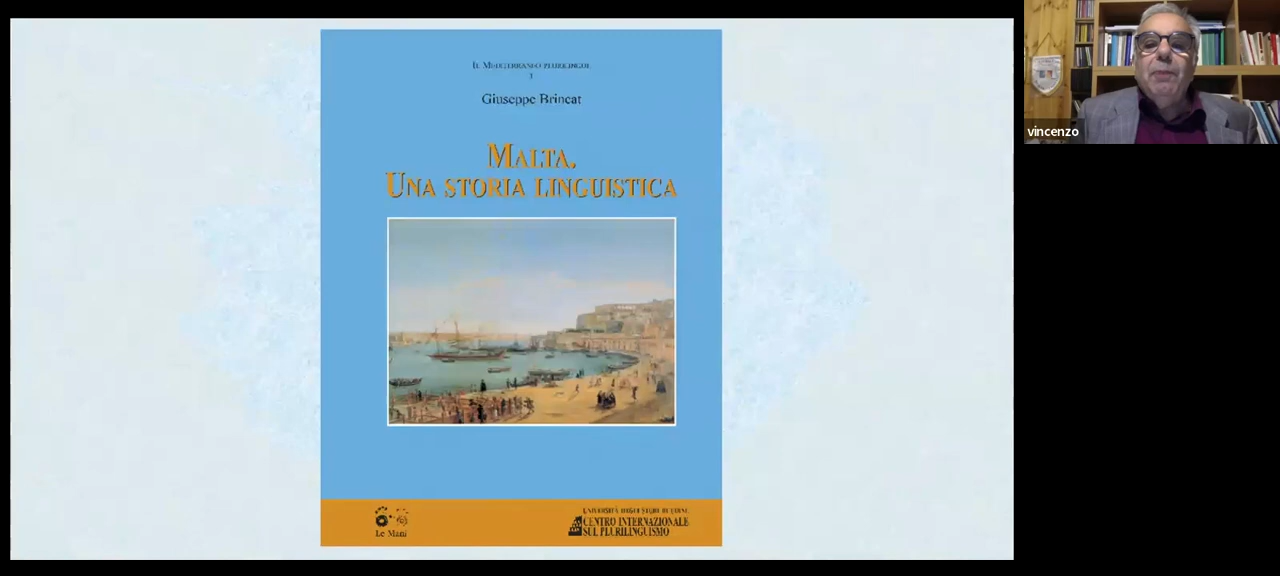 IL MEDITERRANEO PLURILINGUE
1
Giuseppe Brincat
MALTA.
UNA STORIA LINGUISTICA
Le Mani
UNIVERSITÀ DEGLI STUDI DI UDINE
CENTRO INTERNAZIONALE
SUL PLURILINGUISMO
vincenzo